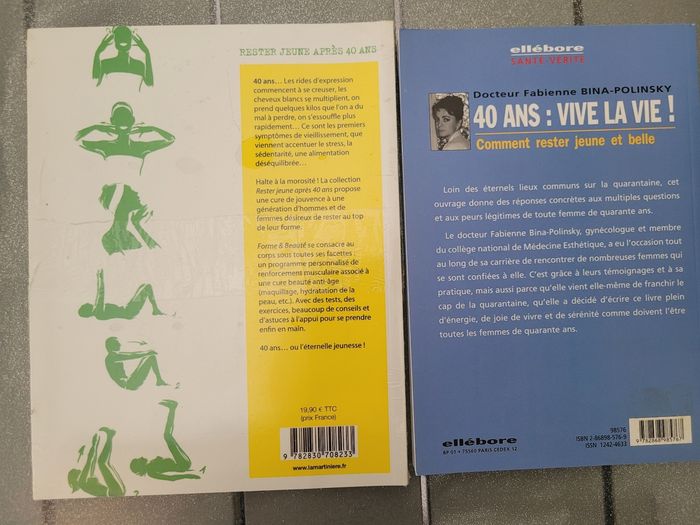 RESTER JEUNE APRÈS 40 ANS
40 ans... Les rides d'expression
commencent à se creuser, les
cheveux blancs se multiplient, on
prend quelques kilos que l'on a du
mal à perdre, on s'essouffle plus
rapidement... Ce sont les premiers
symptômes de vieillissement, que
viennent accentuer le stress, la
sédentarité, une alimentation
déséquilibrée...
Halte à la morosité ! La collection
Rester jeune après 40 ans propose
une cure de jouvence à une
génération d'hommes et de
femmes désireux de rester au top
de leur forme.
Forme & Beauté se consacre au
corps sous toutes ses facettes :
un programme personnalisé de
renforcement musculaire associé à
une cure beauté anti-âge
(maquillage, hydratation de la
peau, etc.). Avec des tests, des
exercices, beaucoup de conseils et
d'astuces à l'appui pour se prendre
enfin en main.
40 ans... ou l'éternelle jeunesse !
19,90 € TTC
(prix France)
9 782830 708233
www.lamartiniere.fr
1
2
ellébore
SANTÉ-VÉRITÉ
Docteur Fabienne BINA-POLINSKY
40 ANS : VIVE LA VIE !
Comment rester jeune et belle
Loin des éternels lieux communs sur la quarantaine, cet
ouvrage donne des réponses concrètes aux multiples questions
et aux peurs légitimes de toute femme de quarante ans.
Le docteur Fabienne Bina-Polinsky, gynécologue et membre
du collège national de Médecine Esthétique, a eu l'occasion tout
au long de sa carrière de rencontrer de nombreuses femmes qui
se sont confiées à elle. C'est grâce à leurs témoignages et à sa
pratique, mais aussi parce qu'elle vient elle-même de franchir le
cap de la quarantaine, qu'elle a décidé d'écrire ce livre plein
d'énergie, de joie de vivre et de sérénité comme doivent l'être
toutes les femmes de quarante ans.
ellébore
BP 01 • 75560 PARIS CEDEX 12
98576
ISBN 2-86898-576-9
ISSN 1242-4633
9 782868 985767